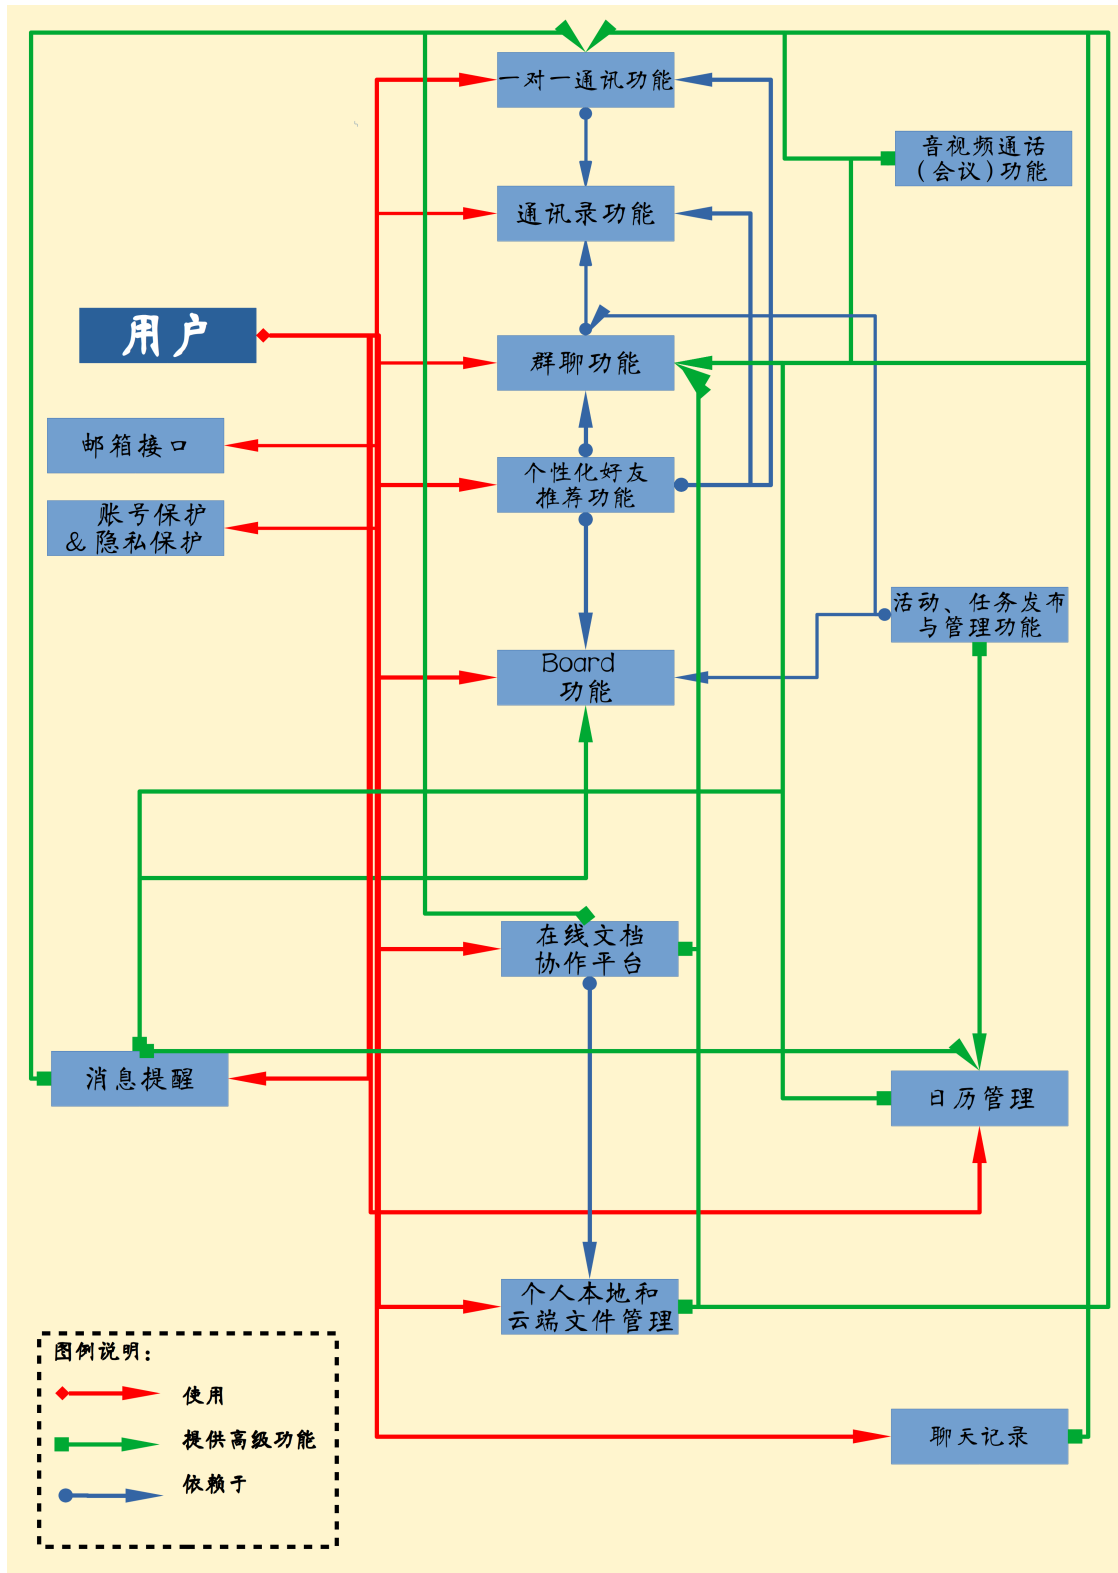 一对一通讯功能
音视频通话
(会议)功能
通讯录功能
用户
群聊功能
邮箱接口
个性化好友
推荐功能
账号保护
& 隐私保护
活动、任务发布
与管理功能
Board
功能
在线文档
协作平台
消息提醒
日历管理
个人本地和
云端文件管理
图例说明:
使用
提供高级功能
依赖于
聊天记录